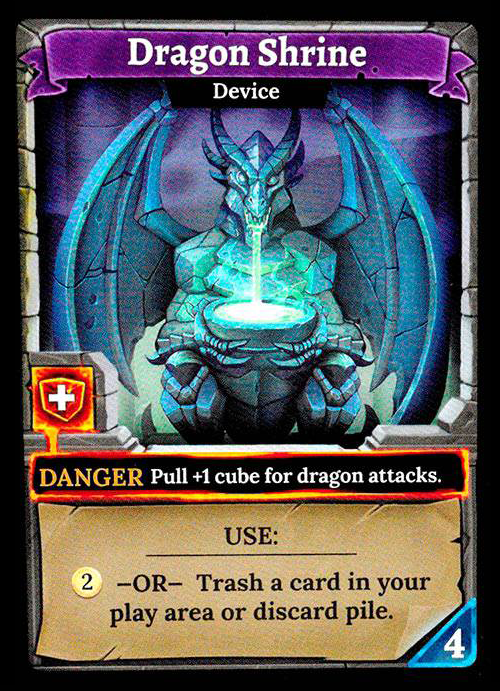 Dragon Shrine
Device
DANGER Pull +1 cube for dragon attacks.
USE:
2 –OR– Trash a card in your
play area or discard pile.
4